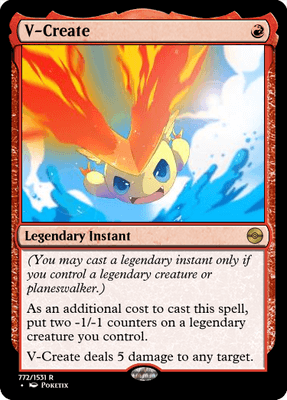 V-Create
Legendary Instant
(You may cast a legendary instant only if
you control a legendary creature or
planeswalker.)
As an additional cost to cast this spell,
put two -1/-1 counters on a legendary
creature you control.
V-Create deals 5 damage to any target.
772/1531 R
• POKETIX